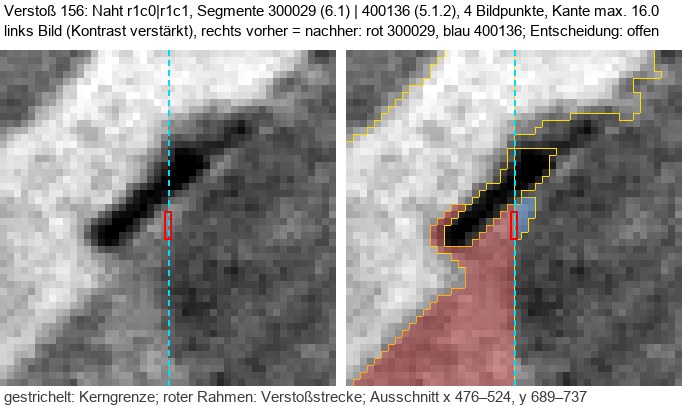 Verstoß 156: Naht r1c0|r1c1, Segmente 300029 (6.1) | 400136 (5.1.2), 4 Bildpunkte, Kante max. 16.0
links Bild (Kontrast verstärkt), rechts vorher = nachher: rot 300029, blau 400136; Entscheidung: offen
gestrichelt: Kerngrenze; roter Rahmen: Verstoßstrecke; Ausschnitt x 476–524, y 689–737